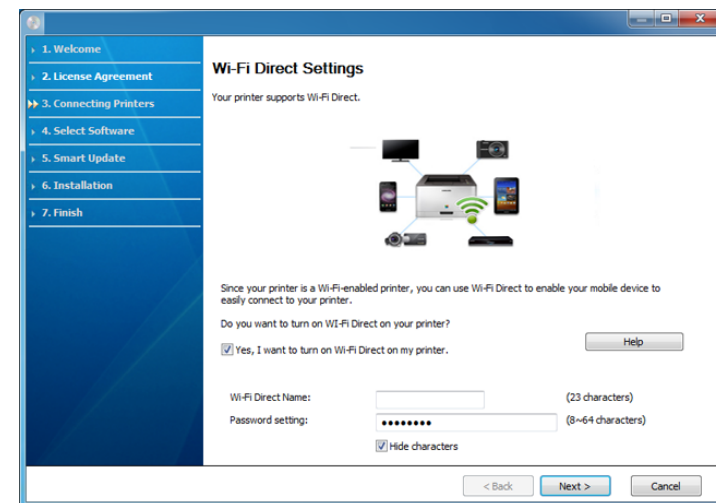 1. Welcome
2. License Agreement
3. Connecting Printers
4. Select Software
5. Smart Update
6. Installation
7. Finish
Wi-Fi Direct Settings
Your printer supports Wi-Fi Direct.
Since your printer is a Wi-Fi-enabled printer, you can use Wi-Fi Direct to enable your mobile device to
easily connect to your printer.
Do you want to turn on WI-Fi Direct on your printer?
Yes, I want to turn on Wi-Fi Direct on my printer.
Help
Wi-Fi Direct Name: (23 characters)
Password setting: •••••••• (8~64 characters)
Hide characters
< Back Next > Cancel